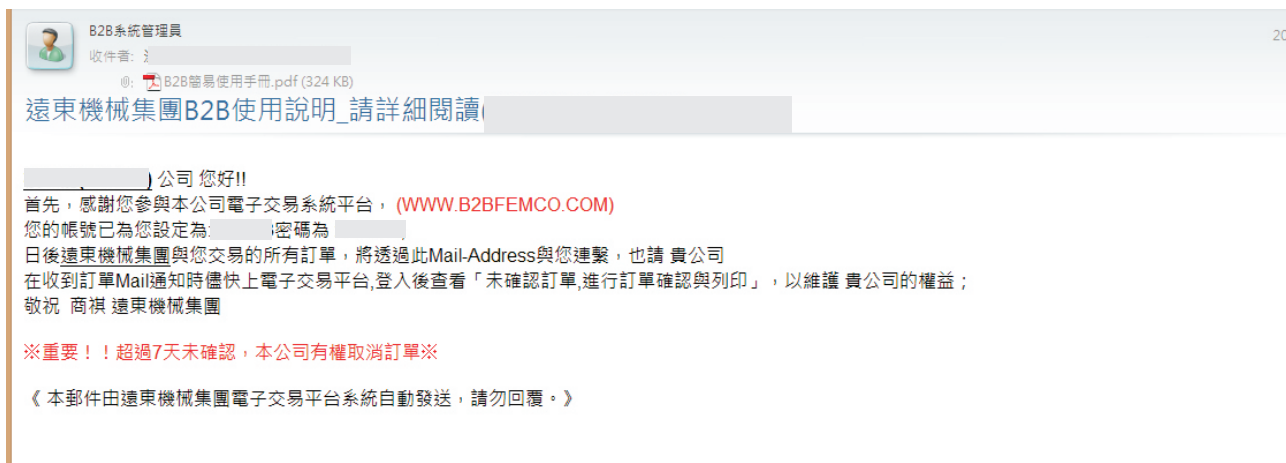 B2B系統管理員
20
收件者:
B2B簡易使用手冊.pdf (324 KB)
遠東機械集團B2B使用說明_請詳細閱讀(
) 公司 您好!!
首先，感謝您參與本公司電子交易系統平台， (WWW.B2BFEMCO.COM)
您的帳號已為您設定為 密碼為
日後遠東機械集團與您交易的所有訂單，將透過此Mail-Address與您連繫，也請 貴公司
在收到訂單Mail通知時儘快上電子交易平台,登入後查看「未確認訂單,進行訂單確認與列印」，以維護 貴公司的權益；
敬祝 商祺 遠東機械集團
※重要！！超過7天未確認，本公司有權取消訂單※
《 本郵件由遠東機械集團電子交易平台系統自動發送，請勿回覆。》